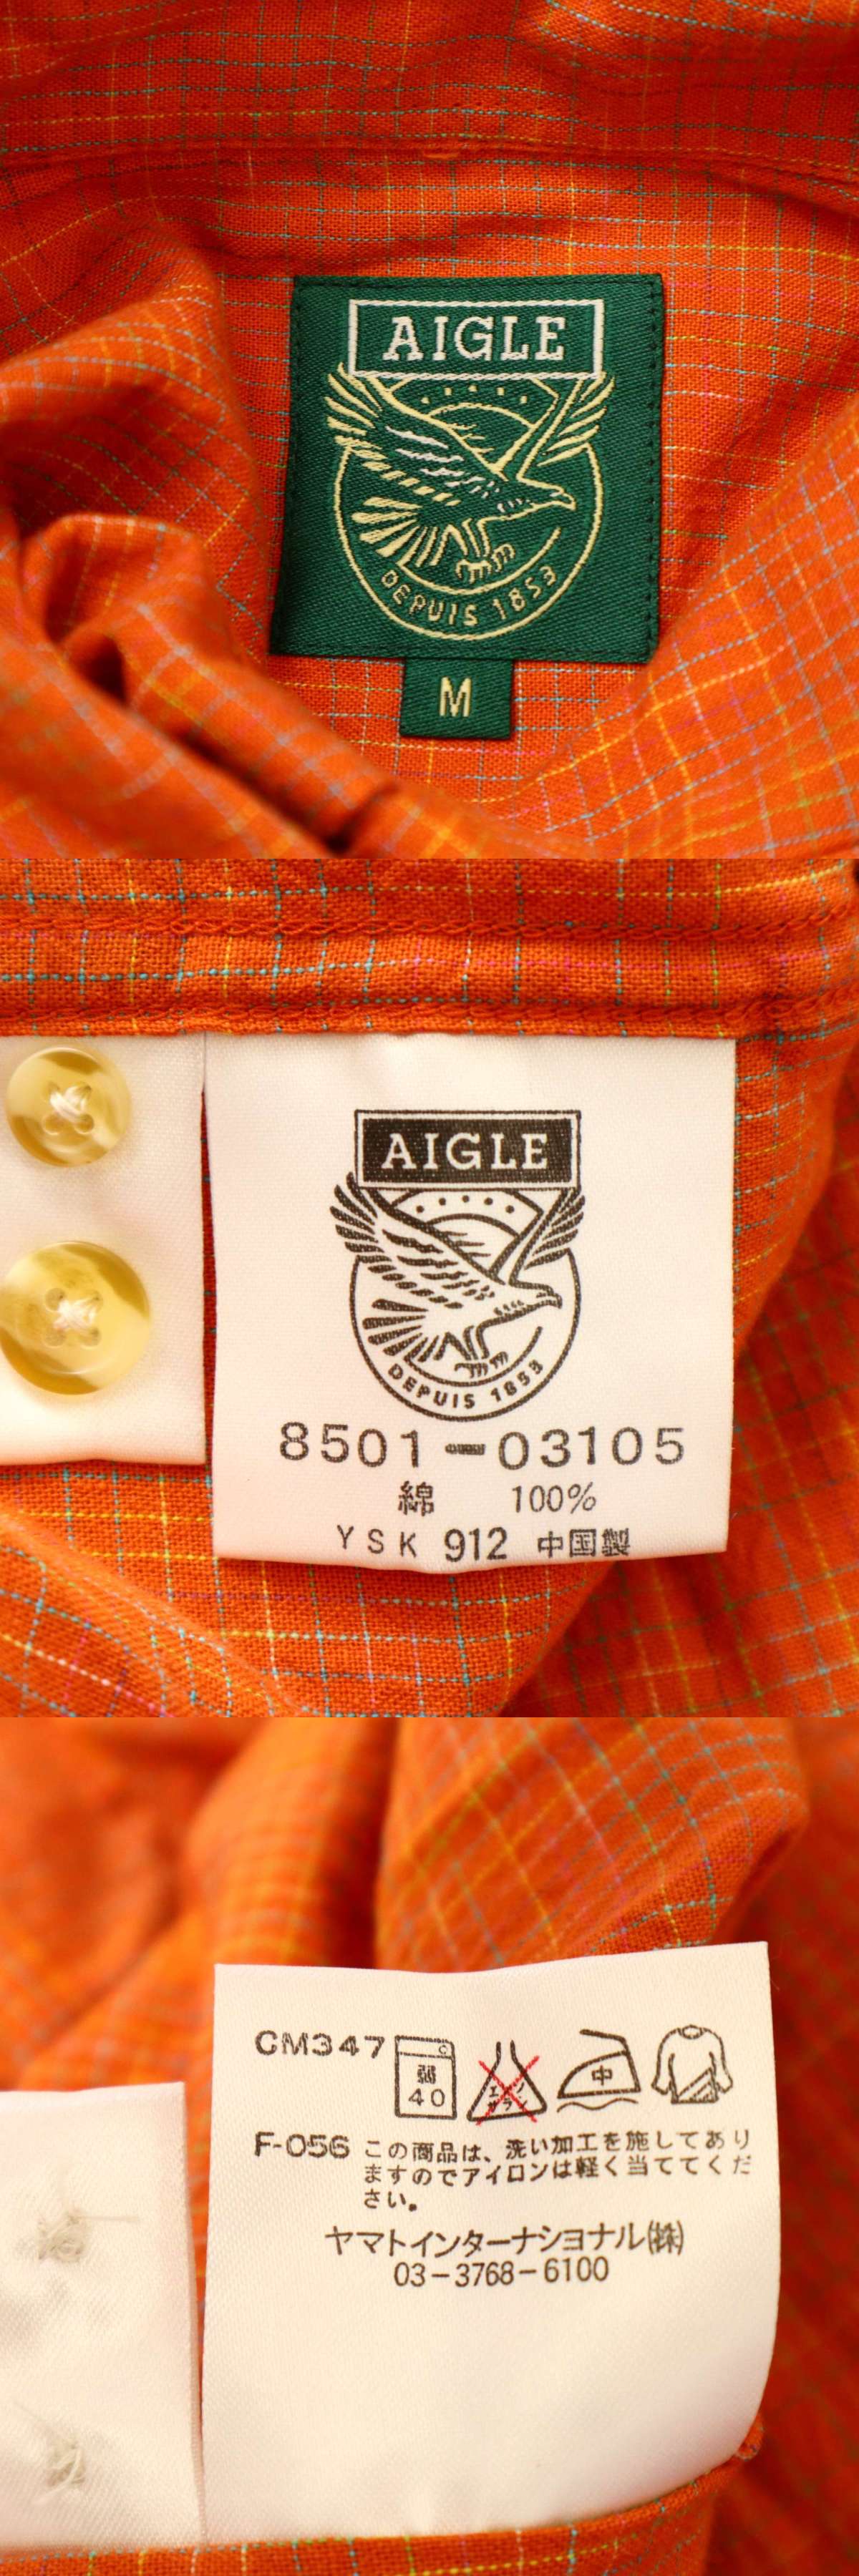 AIGLE
DEPUIS 1853
M
AIGLE
DEPUIS 1853
8501-03105
綿 100%
YSK 912 中国製
CM347
弱
40
中
F-056 この商品は、洗い加工を施してあり
ますのでアイロンは軽く当ててくだ
さい。
ヤマトインターナショナル㈱
03-3768-6100